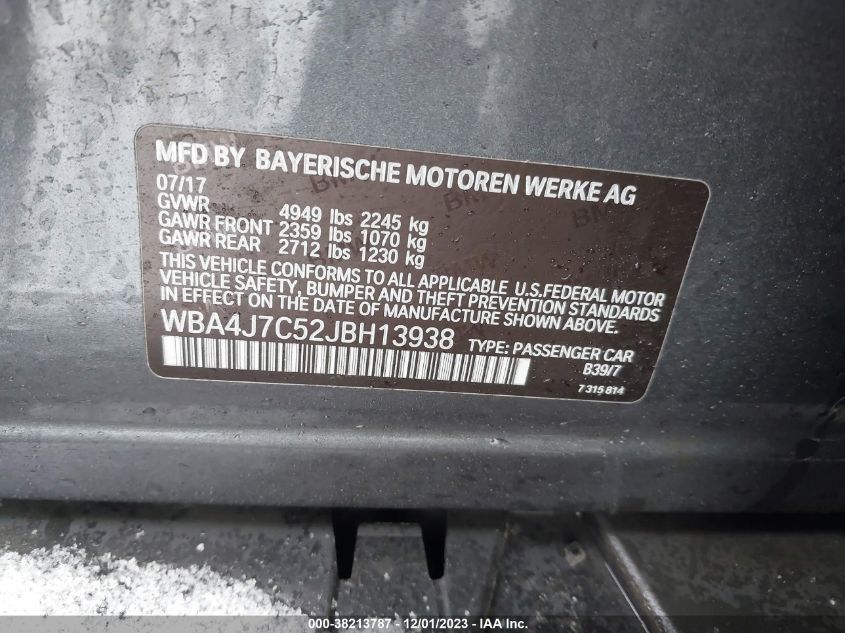 MFD BY BAYERISCHE MOTOREN WERKE AG
07/17
GVWR 4949 lbs 2245 kg
GAWR FRONT 2359 lbs 1070 kg
GAWR REAR 2712 lbs 1230 kg
THIS VEHICLE CONFORMS TO ALL APPLICABLE U.S.FEDERAL MOTOR
VEHICLE SAFETY, BUMPER AND THEFT PREVENTION STANDARDS
IN EFFECT ON THE DATE OF MANUFACTURE SHOWN ABOVE.
WBA4J7C52JBH13938 TYPE: PASSENGER CAR
B39/7
7 315 814
000-38213787 - 12/01/2023 - IAA Inc.